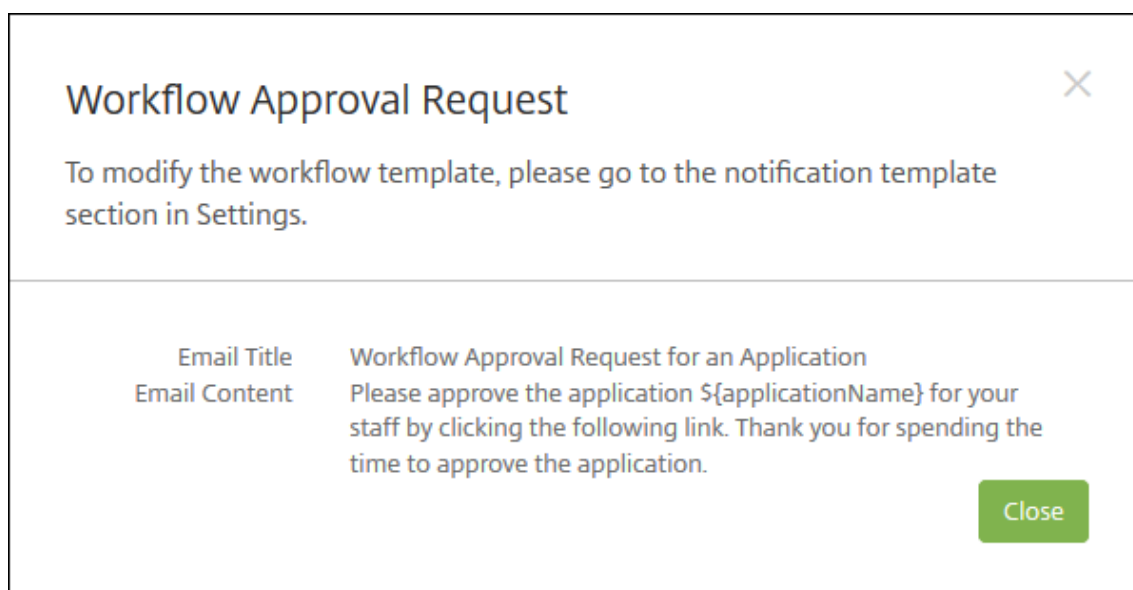 Workflow Approval Request
To modify the workflow template, please go to the notification template
section in Settings.
Email Title Workflow Approval Request for an Application
Email Content Please approve the application ${applicationName} for your
staff by clicking the following link. Thank you for spending the
time to approve the application.
Close